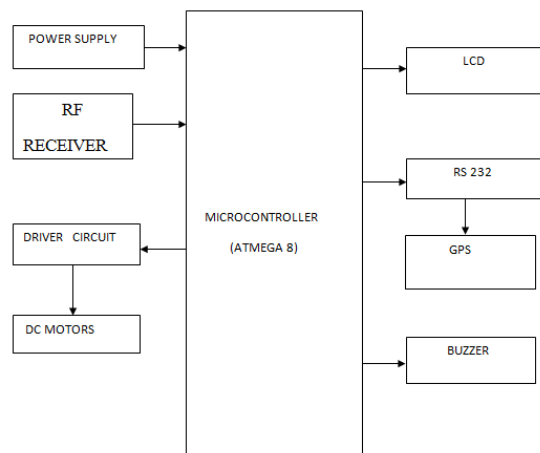 POWER SUPPLY
RF
RECEIVER
DRIVER CIRCUIT
DC MOTORS
MICROCONTROLLER
(ATMEGA 8)
LCD
RS 232
GPS
BUZZER